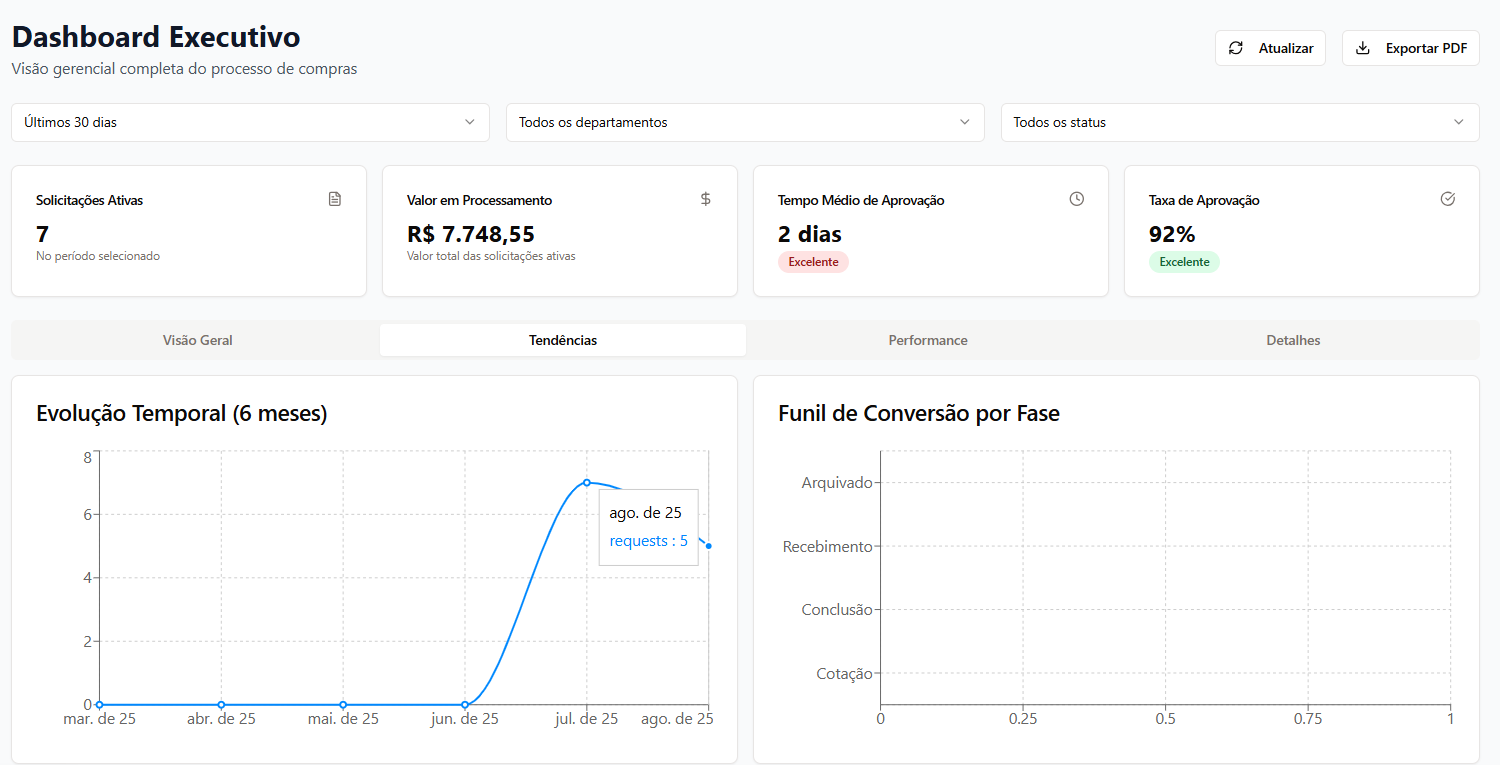 Dashboard Executivo
Visão gerencial completa do processo de compras
Atualizar
Exportar PDF
Últimos 30 dias
Todos os departamentos
Todos os status
Solicitações Ativas
7
No período selecionado
Valor em Processamento
R$ 7.748,55
Valor total das solicitações ativas
Tempo Médio de Aprovação
2 dias
Excelente
Taxa de Aprovação
92%
Excelente
Visão Geral
Tendências
Performance
Detalhes
Evolução Temporal (6 meses)
8
6
4
2
0
mar. de 25
abr. de 25
mai. de 25
jun. de 25
jul. de 25
ago. de 25
ago. de 25
requests : 5
Funil de Conversão por Fase
Arquivado
Recebimento
Conclusão
Cotação
0
0.25
0.5
0.75
1